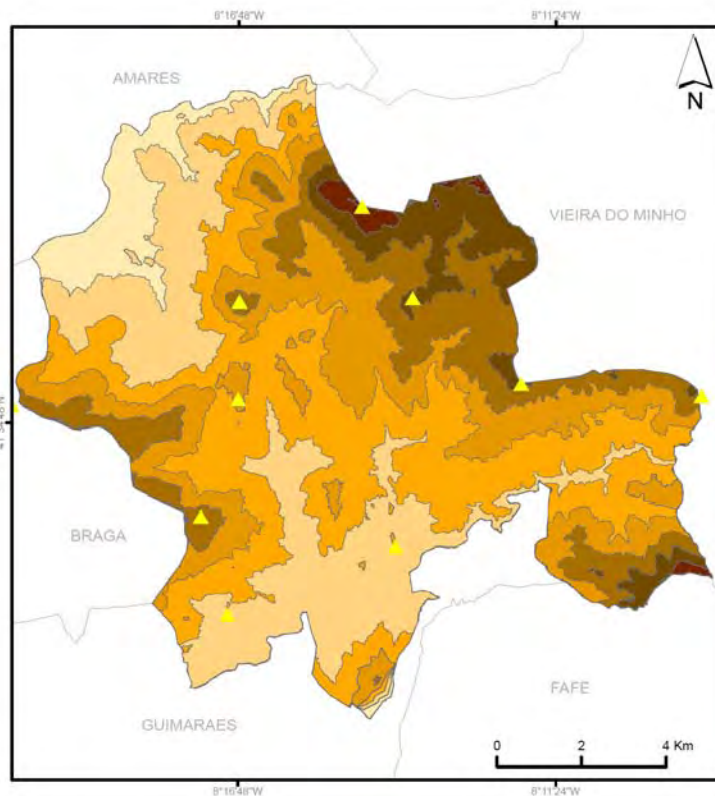 8°16'48"W
8°11'24"W
AMARES
N
VIEIRA DO MINHO
BRAGA
FAFE
GUIMARAES
0 2 4 Km
8°16'48"W
8°11'24"W